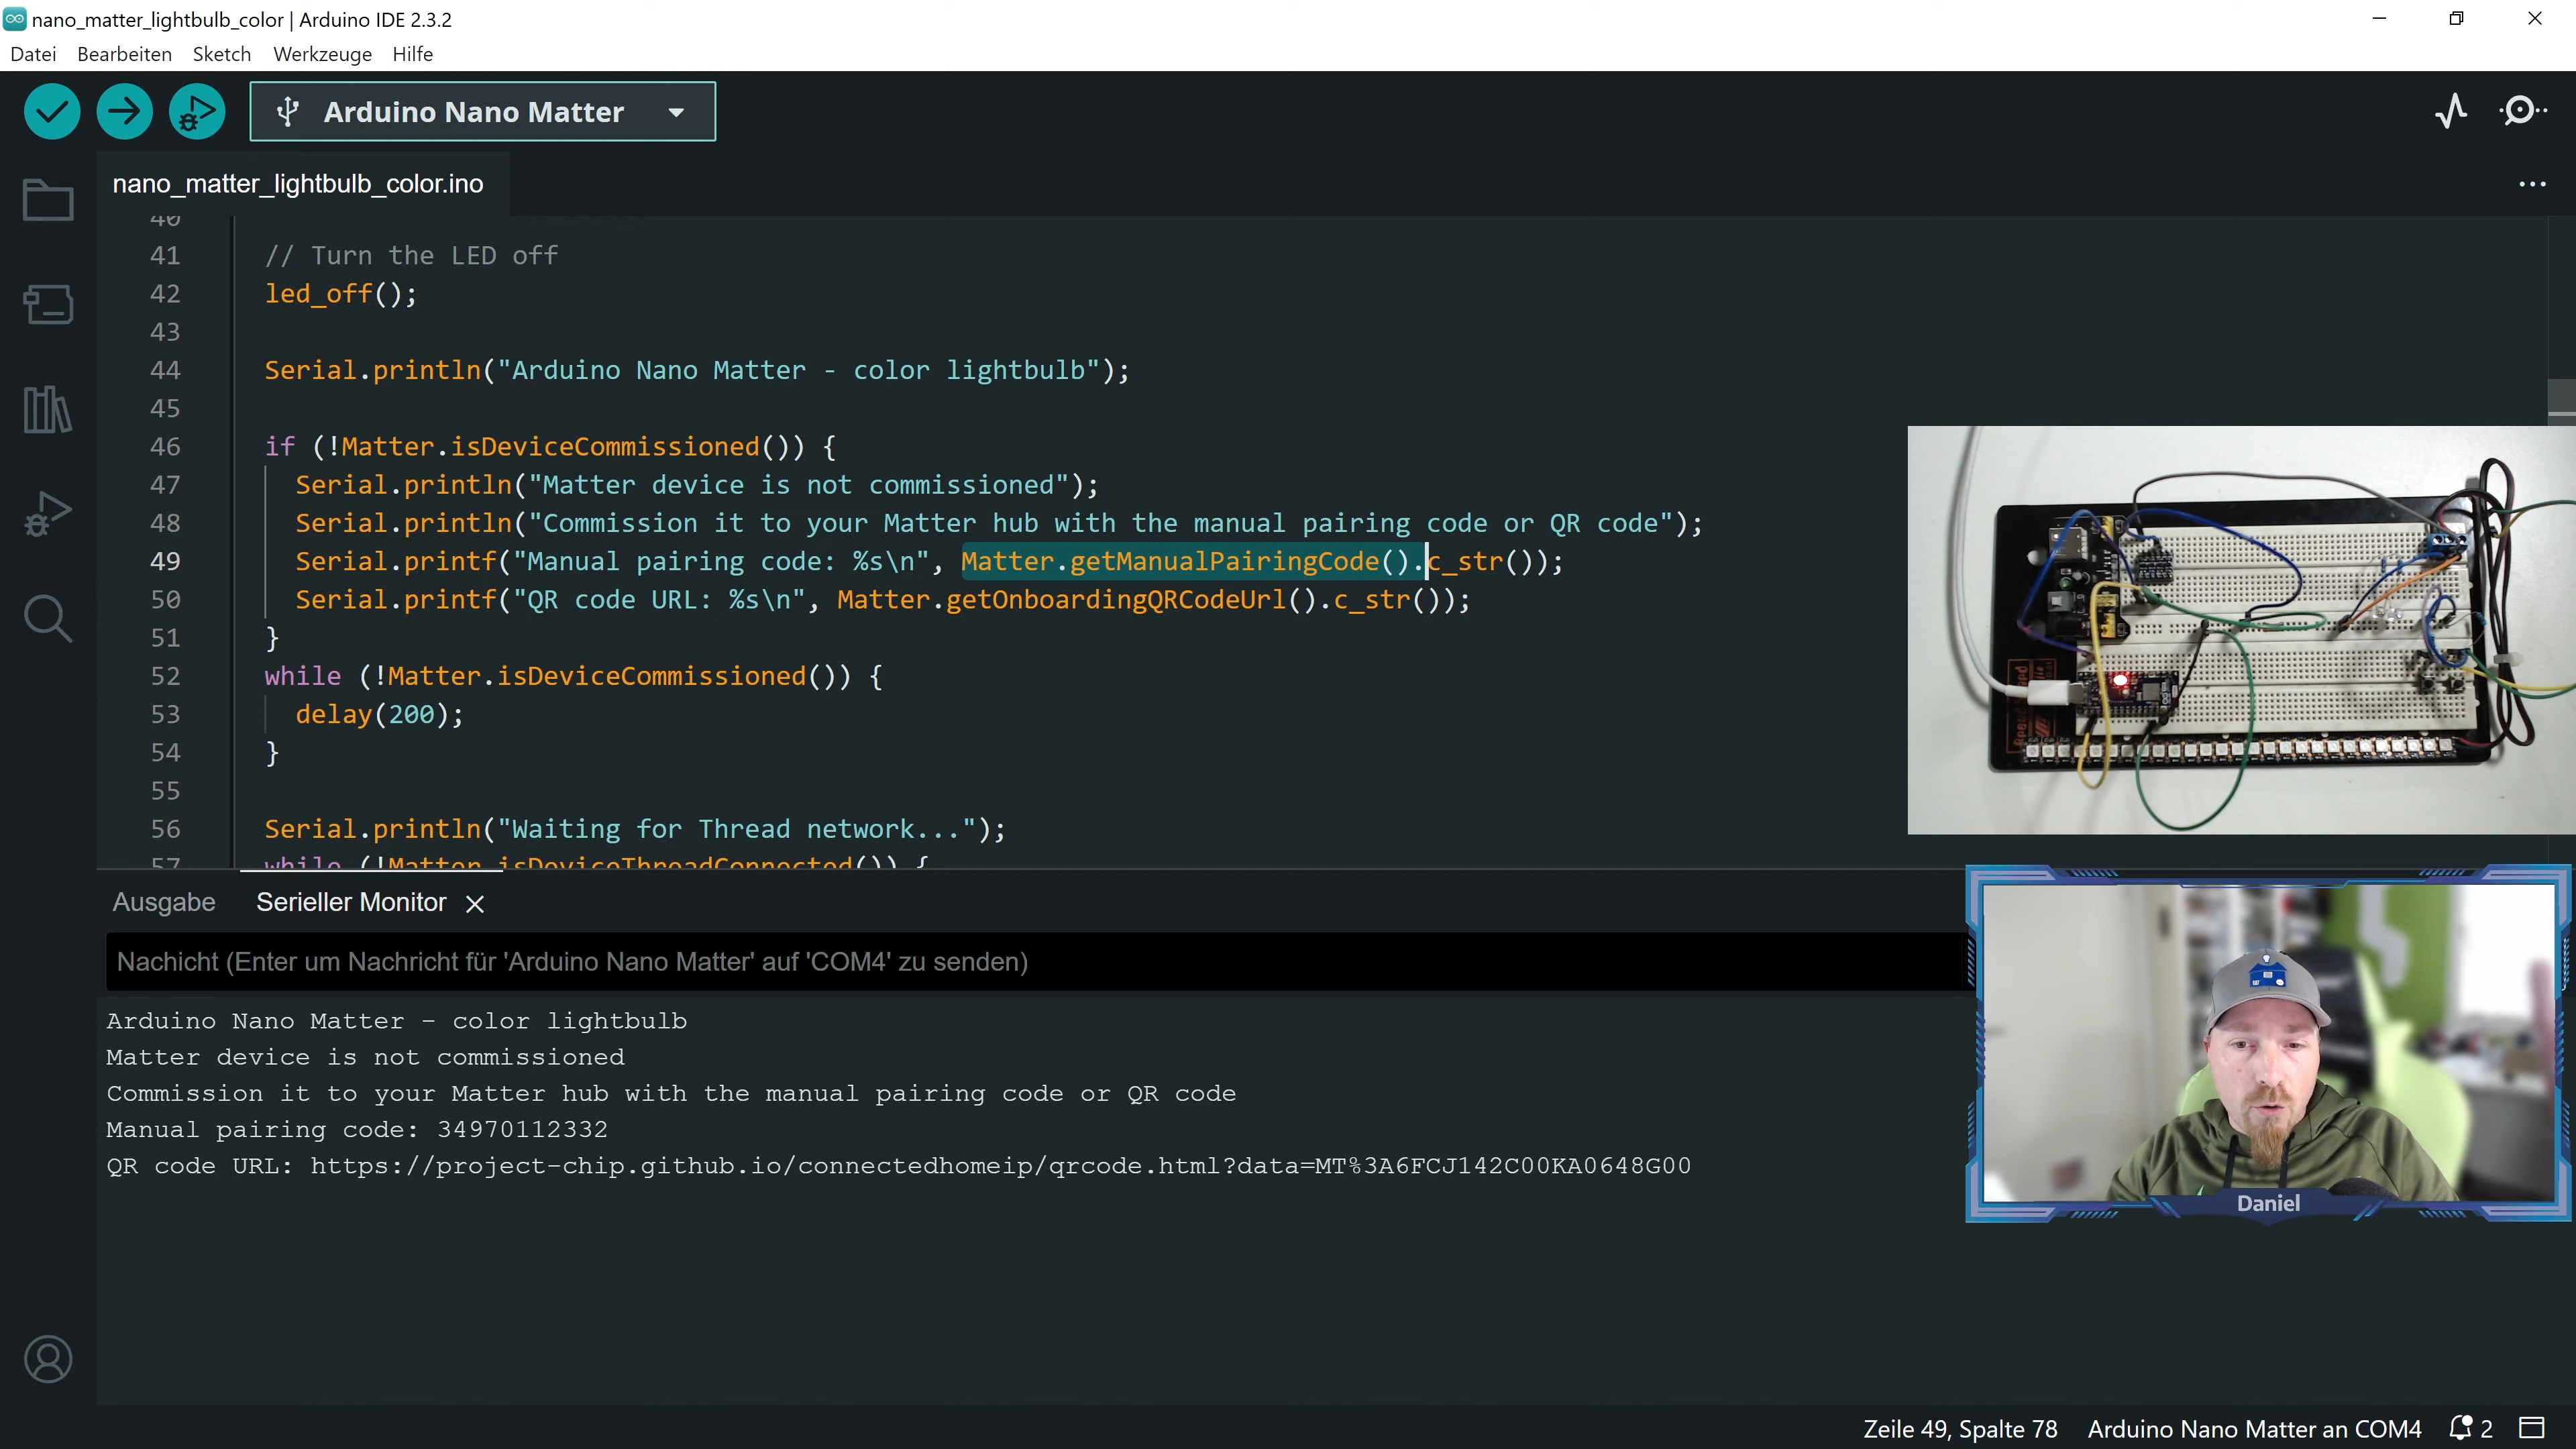 nano_matter_lightbulb_color | Arduino IDE 2.3.2
Datei Bearbeiten Sketch Werkzeuge Hilfe
Arduino Nano Matter
nano_matter_lightbulb_color.ino
40
41 // Turn the LED off
42 led_off();
43
44 Serial.println("Arduino Nano Matter - color lightbulb");
45
46 if (!Matter.isDeviceCommissioned()) {
47 Serial.println("Matter device is not commissioned");
48 Serial.println("Commission it to your Matter hub with the manual pairing code or QR code");
49 Serial.printf("Manual pairing code: %s\n", Matter.getManualPairingCode().c_str());
50 Serial.printf("QR code URL: %s\n", Matter.getOnboardingQRCodeUrl().c_str());
51 }
52 while (!Matter.isDeviceCommissioned()) {
53 delay(200);
54 }
55
56 Serial.println("Waiting for Thread network...");
57 while (!Matter.isDeviceThreadConnected()) {
Ausgabe Serieller Monitor
Nachicht (Enter um Nachricht für 'Arduino Nano Matter' auf 'COM4' zu senden)
Arduino Nano Matter - color lightbulb
Matter device is not commissioned
Commission it to your Matter hub with the manual pairing code or QR code
Manual pairing code: 34970112332
QR code URL: https://project-chip.github.io/connectedhomeip/qrcode.html?data=MT%3A6FCJ142C00KA0648G00
Daniel
Zeile 49, Spalte 78 Arduino Nano Matter an COM4 2